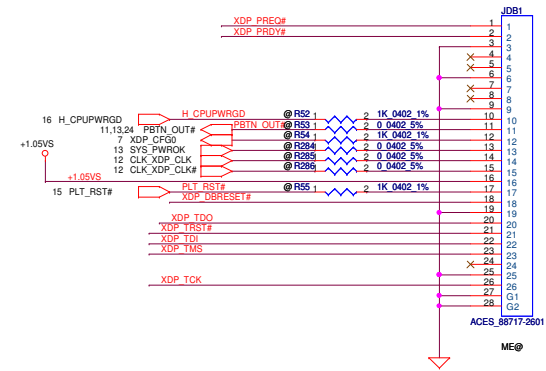 JDB1
XDP_PREQ# 1 1
XDP_PRDY# 2 2
3 3
4 4
5 5
6 6
7 7
8 8
9 9
16 H_CPUPWRGD H_CPUPWRGD @ R52 1 2 1K_0402_1% 10 10
11,13,24 PBTN_OUT# PBTN_OUT# @ R53 1 2 0_0402_5% 11 11
7 XDP_CFG0 @ R54 1 2 1K_0402_1% 12 12
13 SYS_PWROK @ R284 1 2 0_0402_5% 13 13
12 CLK_XDP_CLK @ R285 1 2 0_0402_5% 14 14
12 CLK_XDP_CLK# @ R286 1 2 0_0402_5% 15 15
+1.05VS
+1.05VS 16 16
15 PLT_RST# PLT_RST# @ R55 1 2 1K_0402_1% 17 17
XDP_DBRESET# 18 18
19 19
XDP_TDO 20 20
XDP_TRST# 21 21
XDP_TDI 22 22
XDP_TMS 23 23
24 24
25 25
XDP_TCK 26 26
27 G1
28 G2
ACES_88717-2601
ME@